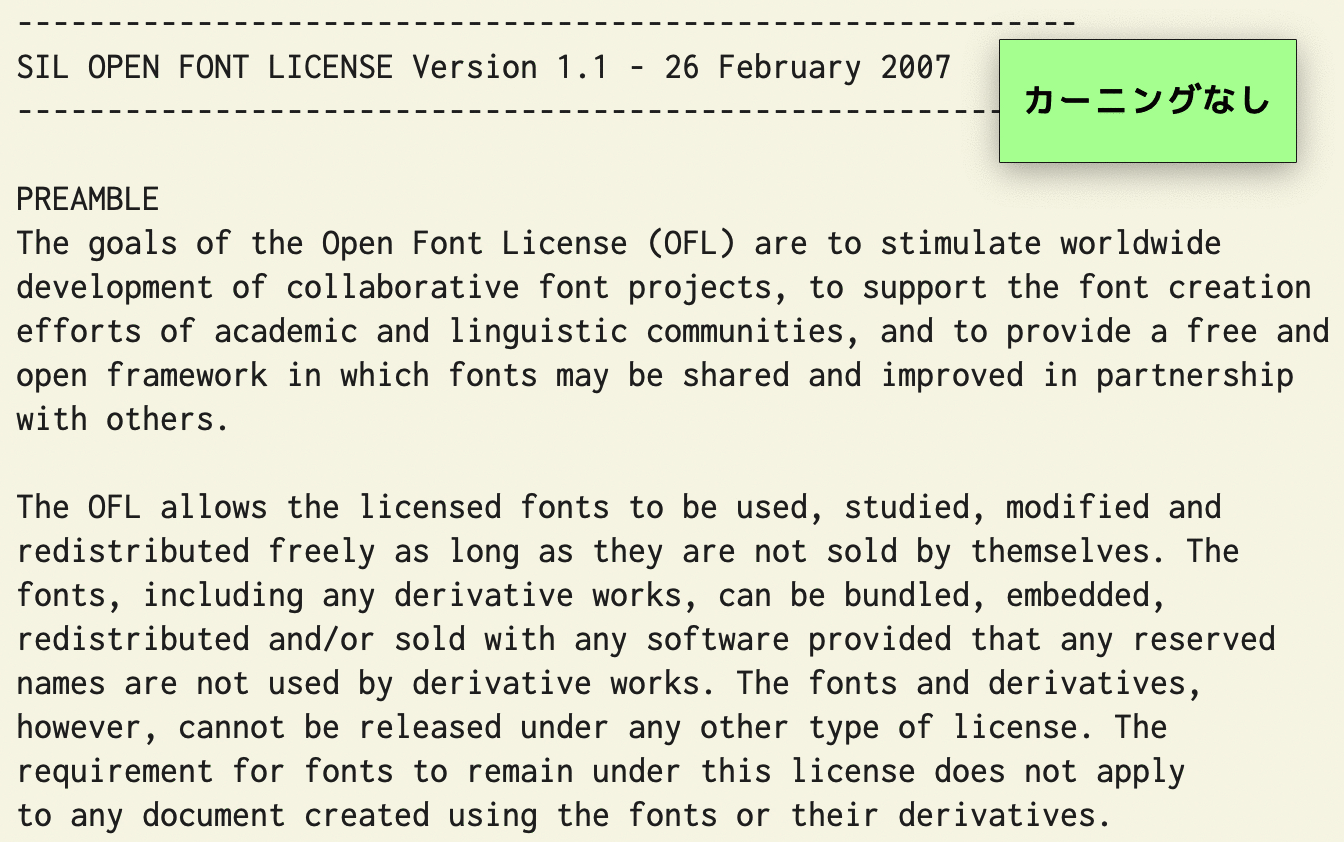 -----------------------------------------------------------
SIL OPEN FONT LICENSE Version 1.1 - 26 February 2007
-------------------------------------------------------
カーニングなし
PREAMBLE
The goals of the Open Font License (OFL) are to stimulate worldwide
development of collaborative font projects, to support the font creation
efforts of academic and linguistic communities, and to provide a free and
open framework in which fonts may be shared and improved in partnership
with others.
The OFL allows the licensed fonts to be used, studied, modified and
redistributed freely as long as they are not sold by themselves. The
fonts, including any derivative works, can be bundled, embedded,
redistributed and/or sold with any software provided that any reserved
names are not used by derivative works. The fonts and derivatives,
however, cannot be released under any other type of license. The
requirement for fonts to remain under this license does not apply
to any document created using the fonts or their derivatives.